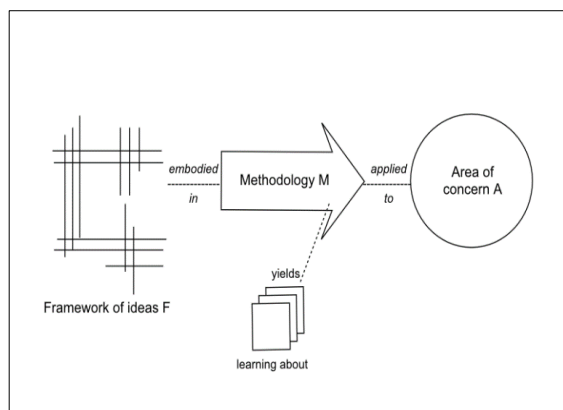 embodied
in
Methodology M
applied
to
Area of
concern A
Framework of ideas F
yields
learning about